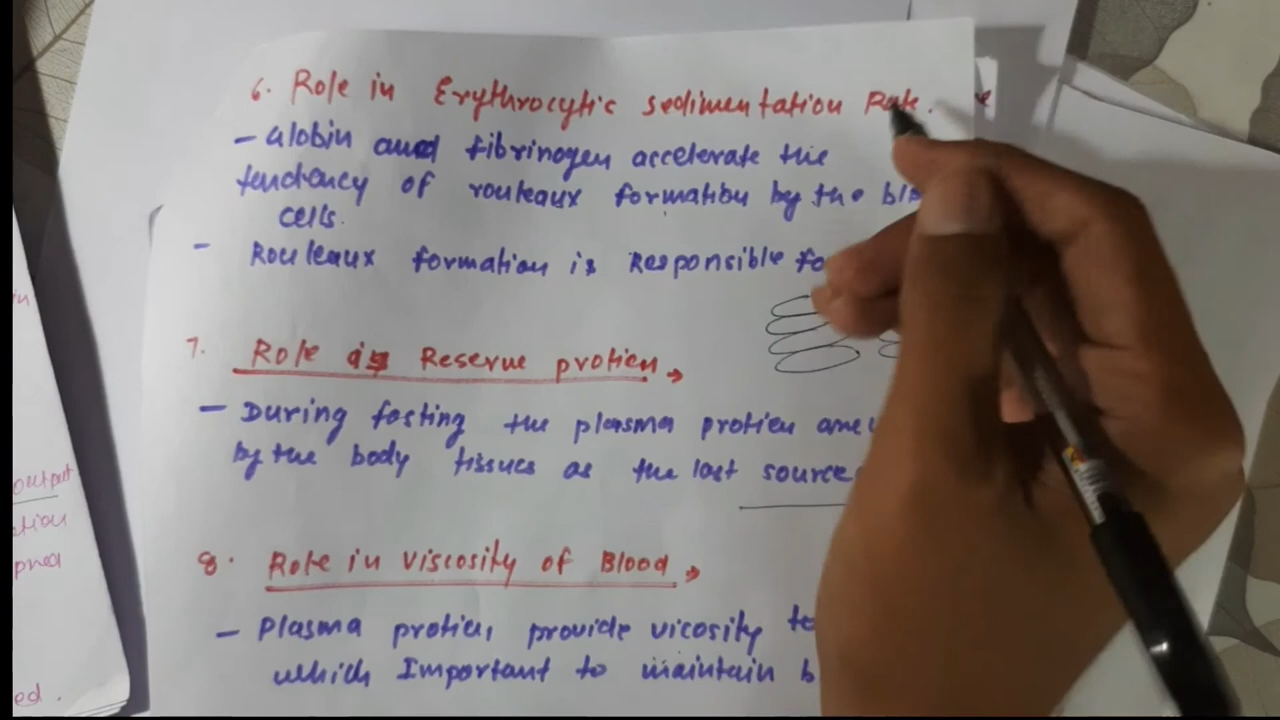 6. Role in Erythrocytic sedimentation Rate.
- Globin and fibrinogen accelerate the
tendency of rouleaux formation by the
cells.
- Rouleaux formation is Responsible fo
7. Role as Reserve protien →
- During fasting the plasma protien are
by the body tissues as the last source
8. Role in viscosity of Blood →
- Plasma protien, provide vicosity to
which Important to maintain b
output
ed.